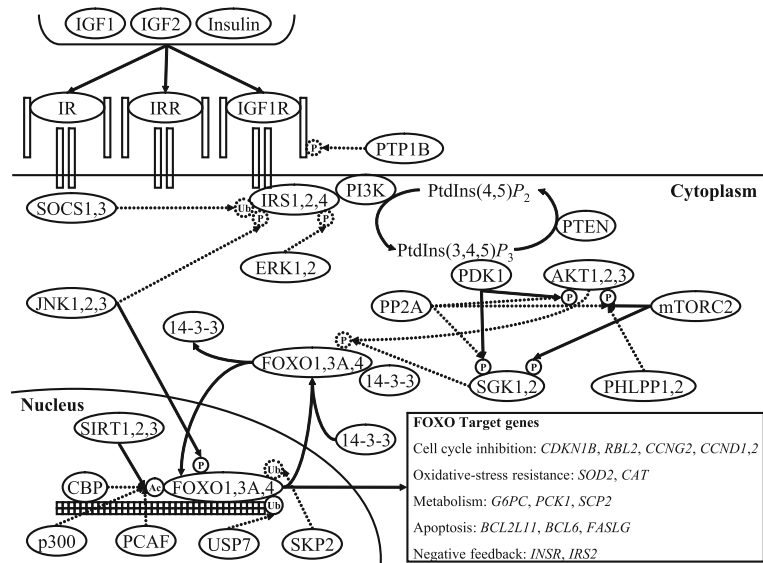 IGF1 IGF2 Insulin
IR IRR IGF1R
P PTP1B
Cytoplasm
SOCS1,3 Ub IRS1,2,4 PI3K PtdIns(4,5)P2
P P PTEN
PtdIns(3,4,5)P3
ERK1,2 PDK1 AKT1,2,3
JNK1,2,3 PP2A P P mTORC2
14-3-3 P
FOXO1,3A,4 P P
14-3-3 SGK1,2 PHLPP1,2
Nucleus
SIRT1,2,3 14-3-3
P Ub
CBP Ac FOXO1,3A,4
Ub
p300 PCAF USP7 SKP2
FOXO Target genes
Cell cycle inhibition: CDKN1B, RBL2, CCNG2, CCND1,2
Oxidative-stress resistance: SOD2, CAT
Metabolism: G6PC, PCK1, SCP2
Apoptosis: BCL2L11, BCL6, FASLG
Negative feedback: INSR, IRS2